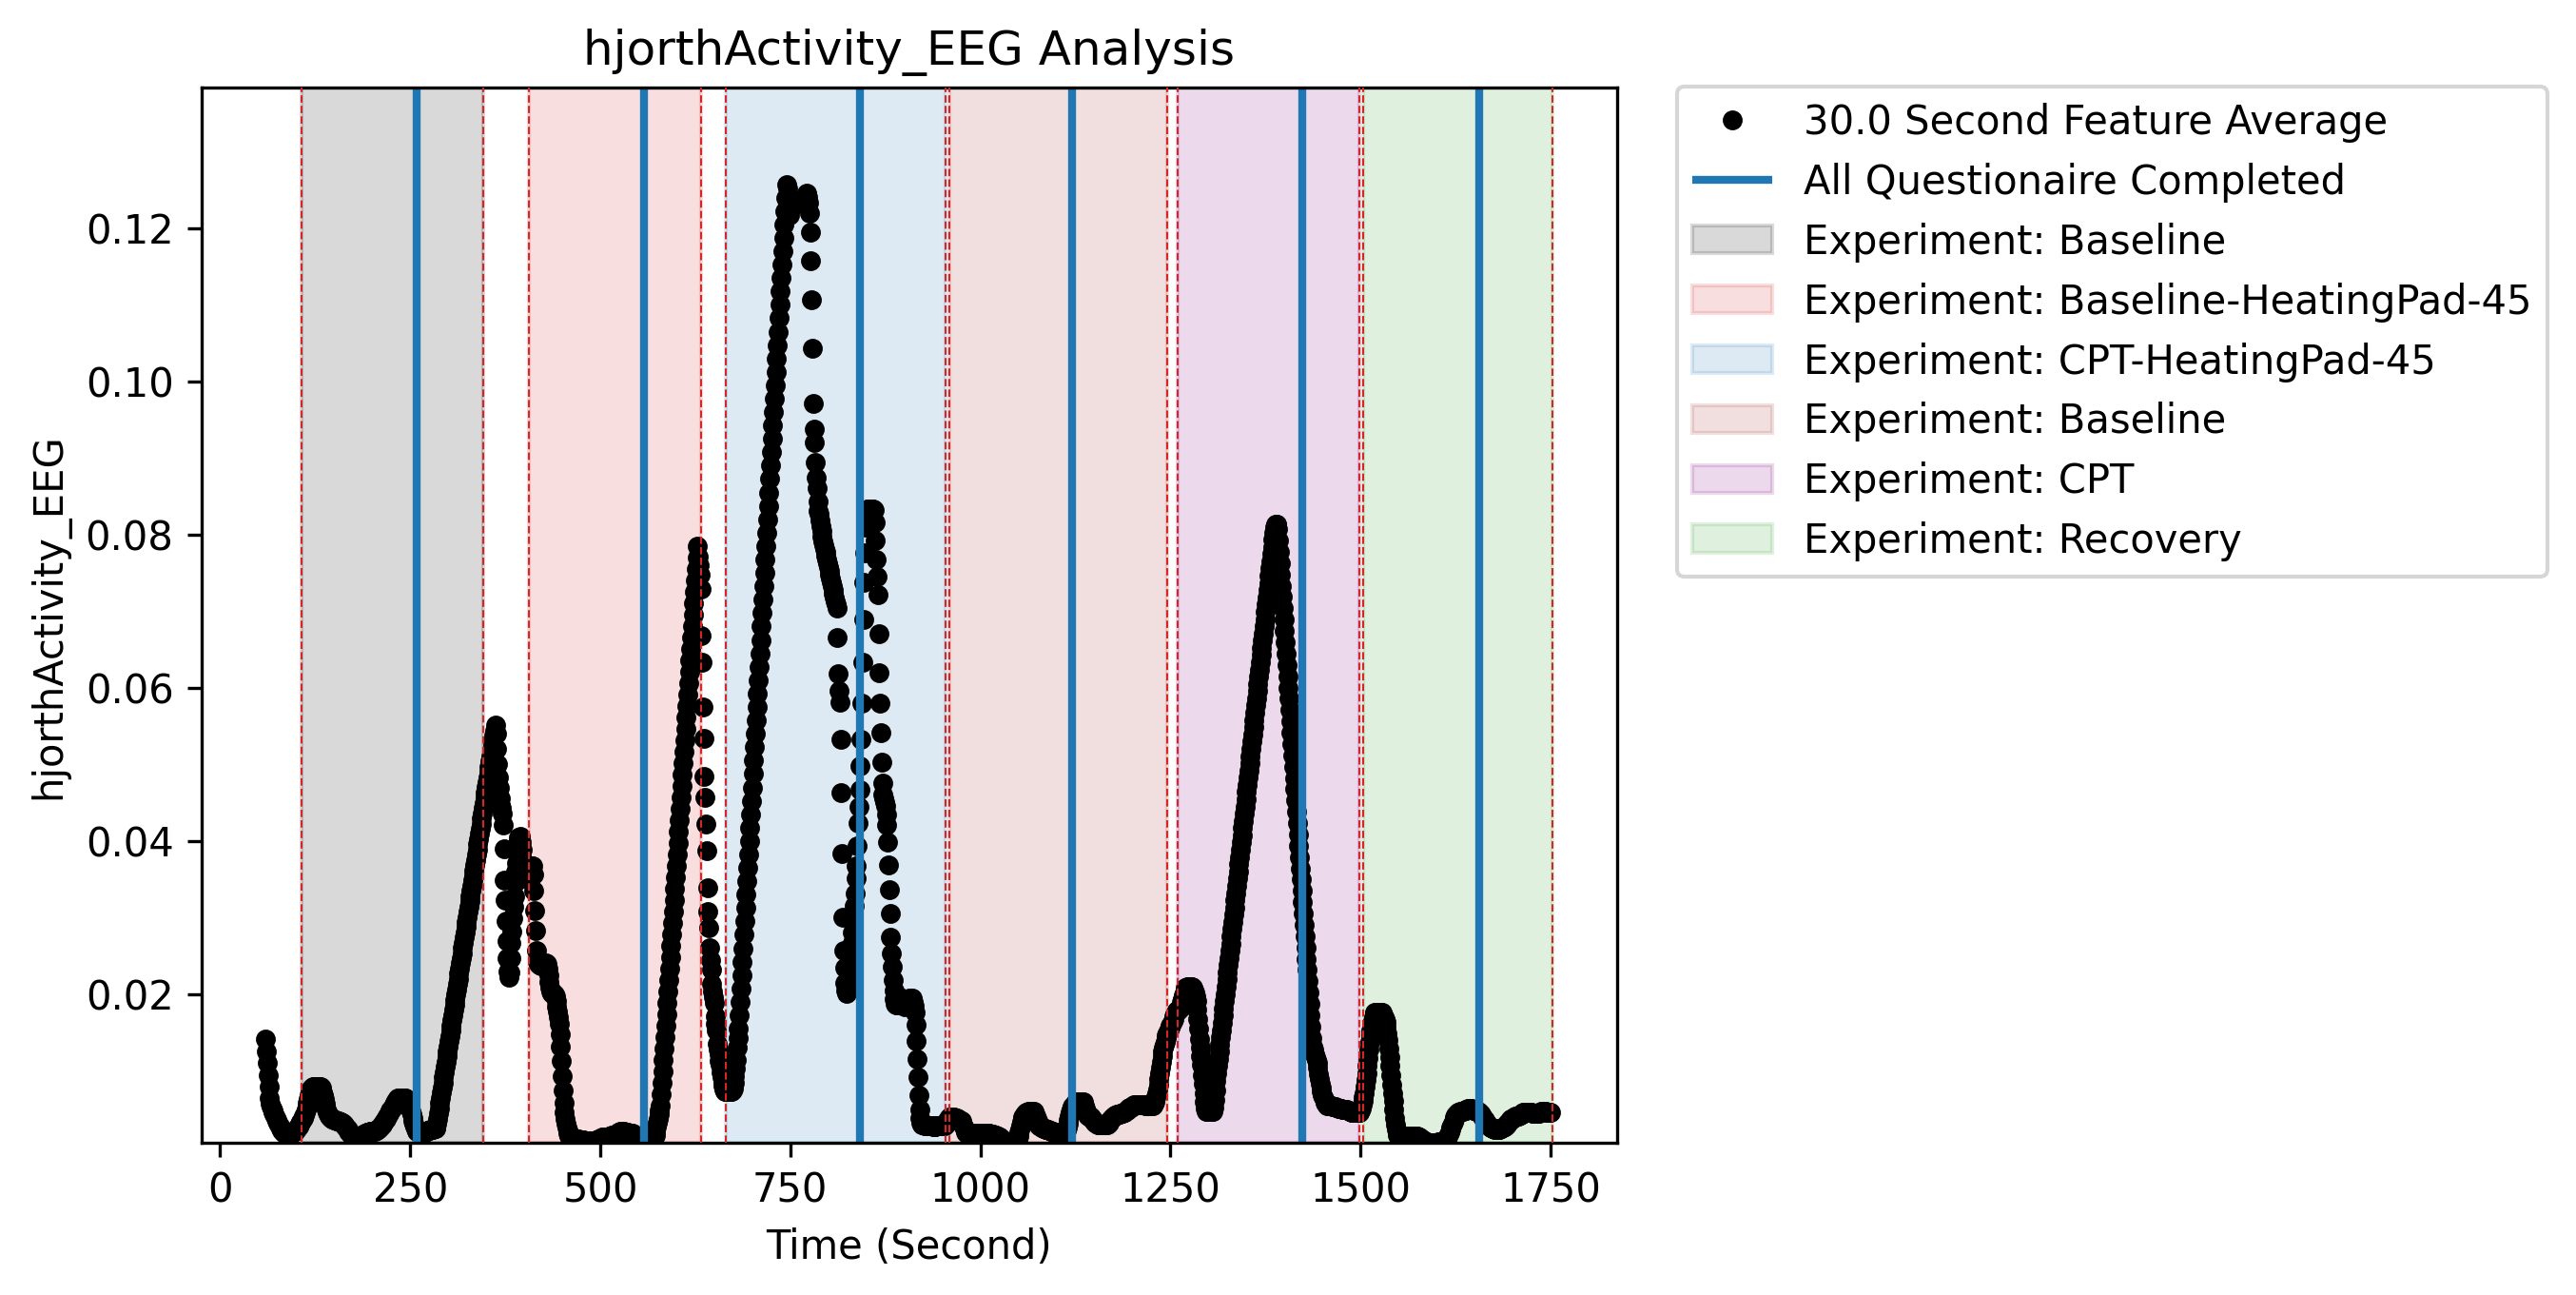 hjorthActivity_EEG Analysis
hjorthActivity_EEG
0.12
0.10
0.08
0.06
0.04
0.02
0 250 500 750 1000 1250 1500 1750
Time (Second)
30.0 Second Feature Average
All Questionaire Completed
Experiment: Baseline
Experiment: Baseline-HeatingPad-45
Experiment: CPT-HeatingPad-45
Experiment: Baseline
Experiment: CPT
Experiment: Recovery